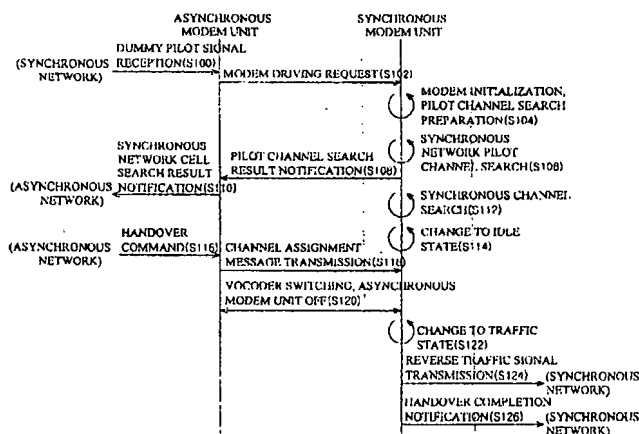 ASYNCHRONOUS
MODEM UNIT
SYNCHRONOUS
MODEM UNIT
DUMMY PILOT SIGNAL
RECEPTION(S100)
(SYNCHRONOUS
NETWORK)
MODEM DRIVING REQUEST(S102)
MODEM INITIALIZATION,
PILOT CHANNEL SEARCH
PREPARATION(S104)
SYNCHRONOUS
NETWORK PILOT
CHANNEL SEARCH(S106)
SYNCHRONOUS
NETWORK CELL
SEARCH RESULT
NOTIFICATION(S110)
PILOT CHANNEL SEARCH
RESULT NOTIFICATION(S108)
(ASYNCHRONOUS
NETWORK)
SYNCHRONOUS CHANNEL
SEARCH(S112)
CHANGE TO IDLE
STATE(S114)
HANDOVER
COMMAND(S116)
(ASYNCHRONOUS
NETWORK)
CHANNEL ASSIGNMENT
MESSAGE TRANSMISSION(S118)
VOCODER SWITCHING, ASYNCHRONOUS
MODEM UNIT OFF(S120)
CHANGE TO TRAFFIC
STATE(S122)
REVERSE TRAFFIC SIGNAL
TRANSMISSION(S124)
(SYNCHRONOUS
NETWORK)
HANDOVER COMPLETION
NOTIFICATION(S126)
(SYNCHRONOUS
NETWORK)